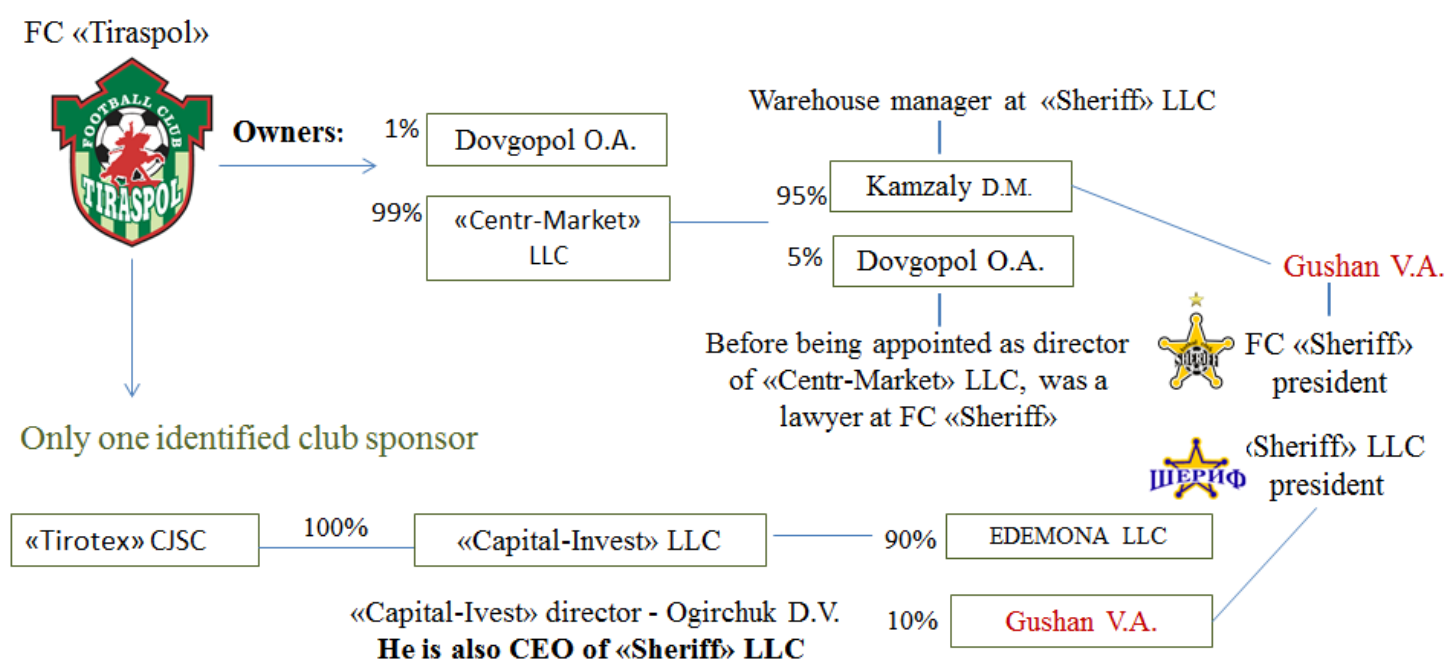 FC «Tiraspol»
FOOTBALL CLUB
TIRASPOL
Owners:
1%
Dovgopol O.A.
99%
«Centr-Market»
LLC
Warehouse manager at «Sheriff» LLC
95%
Kamzaly D.M.
5%
Dovgopol O.A.
Before being appointed as director
of «Centr-Market» LLC, was a
lawyer at FC «Sheriff»
Gushan V.A.
SHERIFF
FC «Sheriff»
president
ШЕРИФ
‹Sheriff» LLC
president
Only one identified club sponsor
«Tirotex» CJSC
100%
«Capital-Invest» LLC
90%
EDEMONA LLC
«Capital-Ivest» director - Ogirchuk D.V.
He is also CEO of «Sheriff» LLC
10%
Gushan V.A.